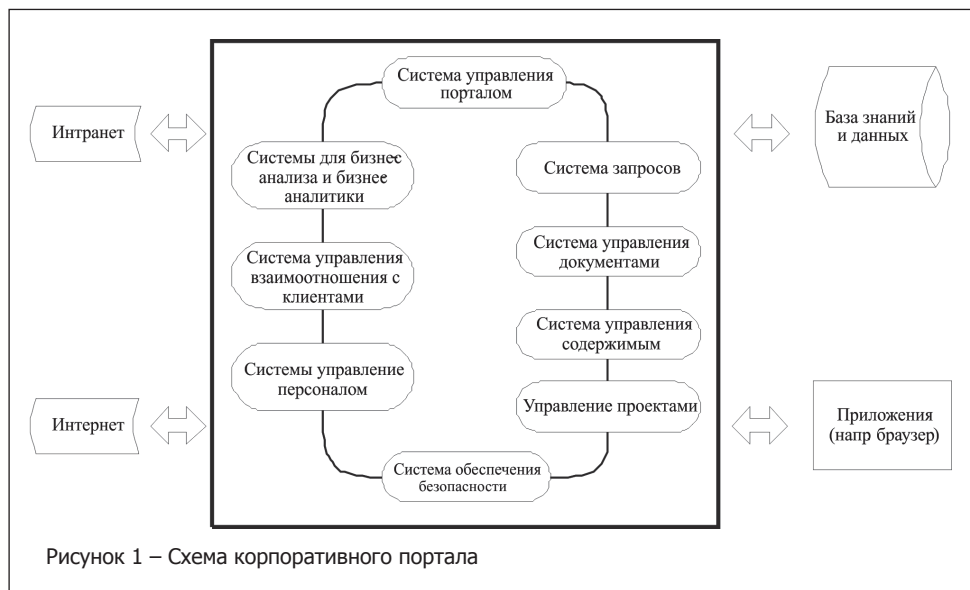 Система управления
порталом
Интранет
База знаний
и данных
Системы для бизнес
анализа и бизнес
аналитики
Система запросов
Система управления
документами
Система управления
взаимоотношения с
клиентами
Система управления
содержимым
Системы управление
персоналом
Управление проектами
Интернет
Приложения
(напр браузер)
Система обеспечения
безопасности
Рисунок 1 – Схема корпоративного портала